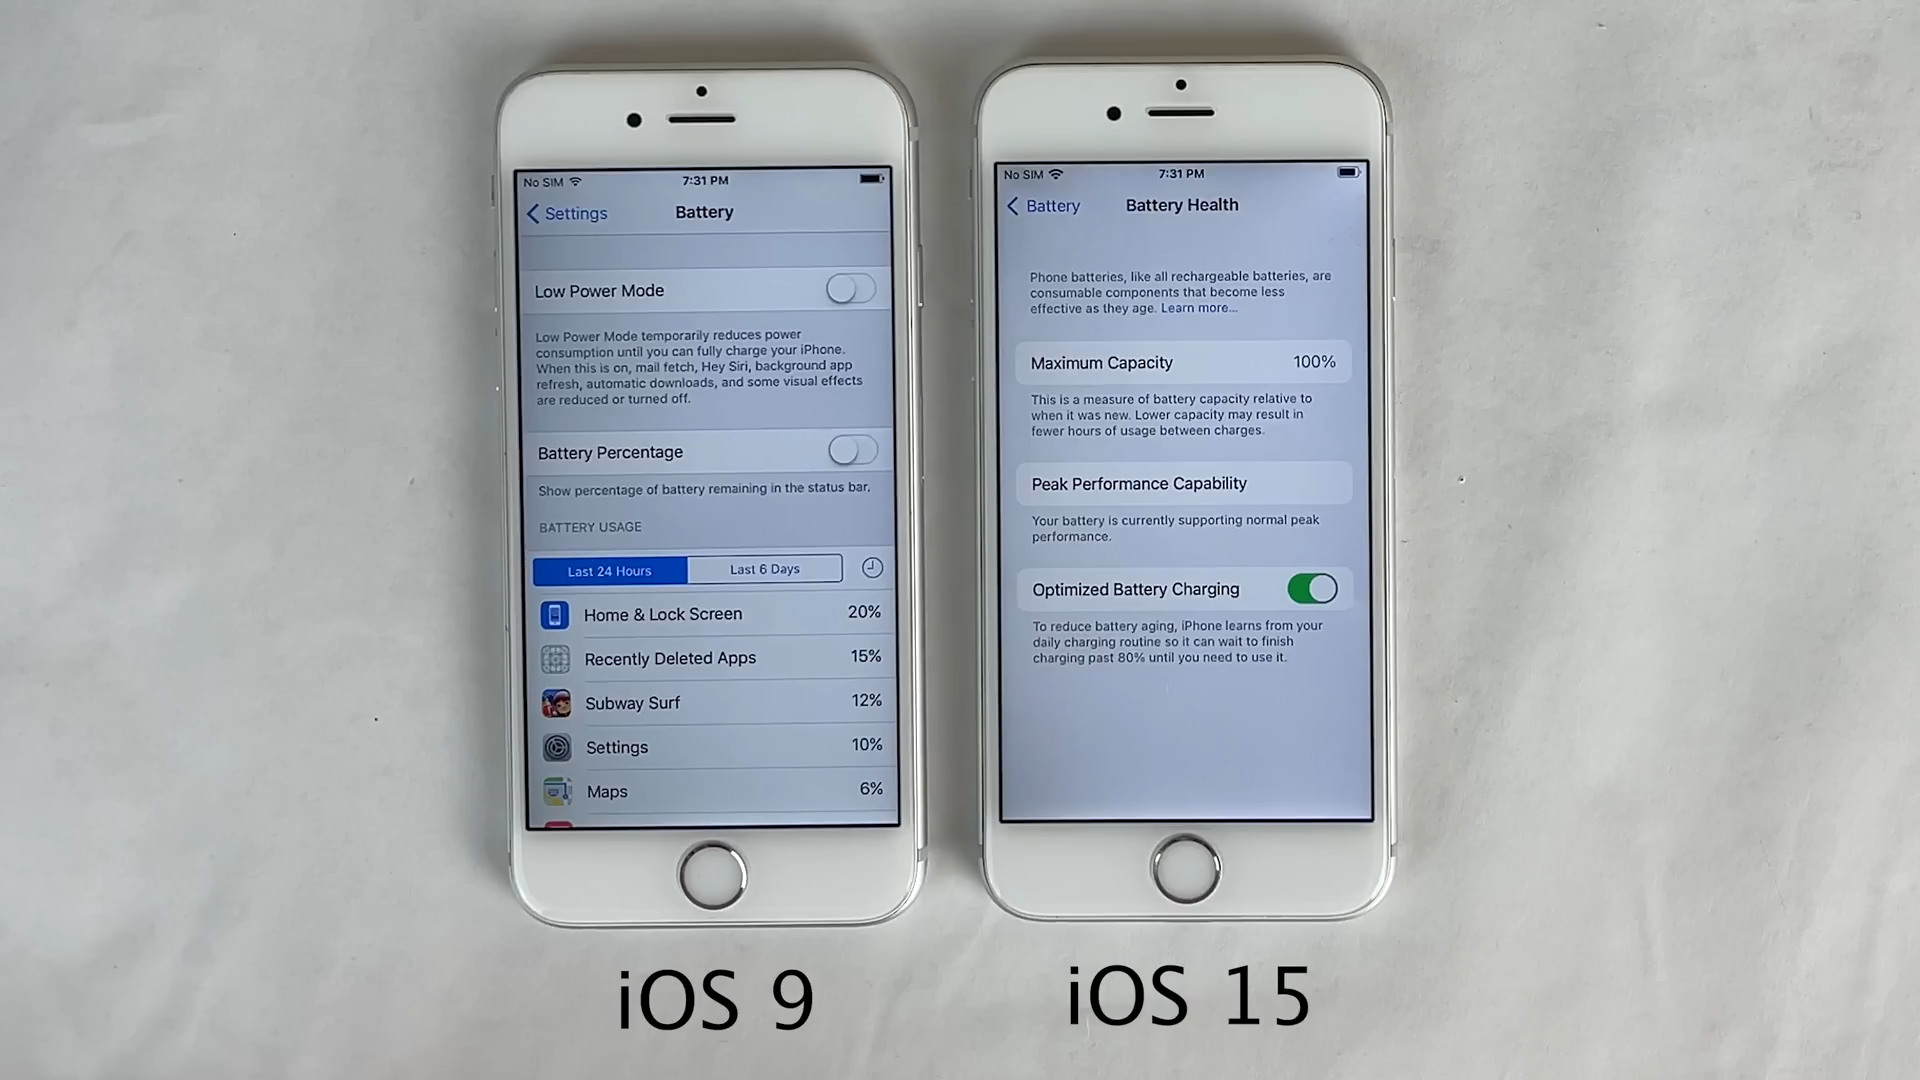 No SIM 7:31 PM
Settings Battery
Low Power Mode
Low Power Mode temporarily reduces power
consumption until you can fully charge your iPhone.
When this is on, mail fetch, Hey Siri, background app
refresh, automatic downloads, and some visual effects
are reduced or turned off.
Battery Percentage
Show percentage of battery remaining in the status bar.
BATTERY USAGE
Last 24 Hours Last 6 Days
Home & Lock Screen 20%
Recently Deleted Apps 15%
Subway Surf 12%
Settings 10%
Maps 6%
No SIM 7:31 PM
Battery Battery Health
Phone batteries, like all rechargeable batteries, are
consumable components that become less
effective as they age. Learn more...
Maximum Capacity 100%
This is a measure of battery capacity relative to
when it was new. Lower capacity may result in
fewer hours of usage between charges.
Peak Performance Capability
Your battery is currently supporting normal peak
performance.
Optimized Battery Charging
To reduce battery aging, iPhone learns from your
daily charging routine so it can wait to finish
charging past 80% until you need to use it.
iOS 9
iOS 15